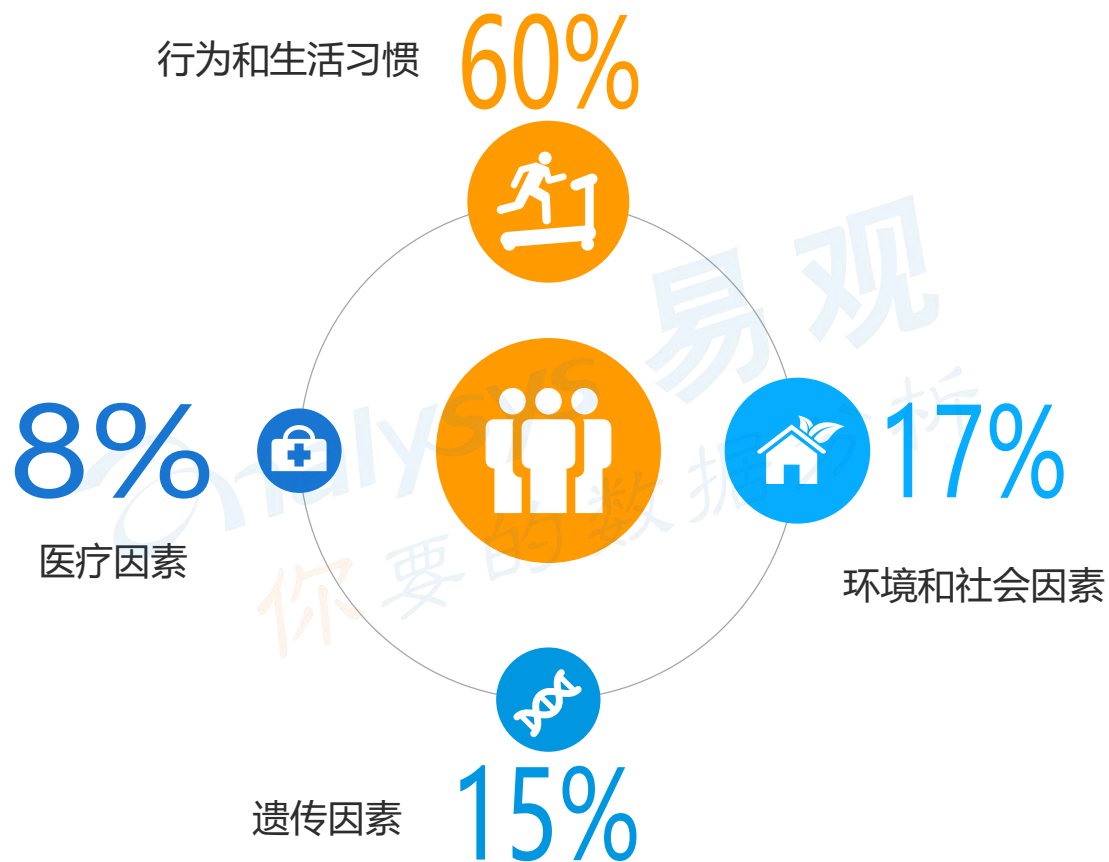 行为和生活习惯
60%
8%
医疗因素
17%
环境和社会因素
遗传因素
15%
analysys 易观
你要的数据分析